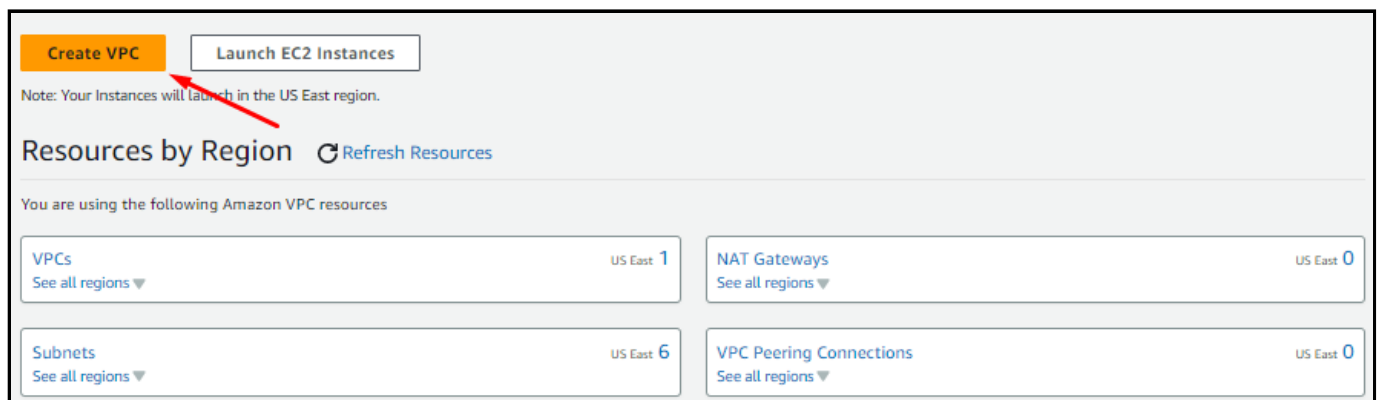 Create VPC
Launch EC2 Instances
Note: Your Instances will launch in the US East region.
Resources by Region
Refresh Resources
You are using the following Amazon VPC resources
VPCs
US East 1
See all regions
NAT Gateways
US East 0
See all regions
Subnets
US East 6
See all regions
VPC Peering Connections
US East 0
See all regions